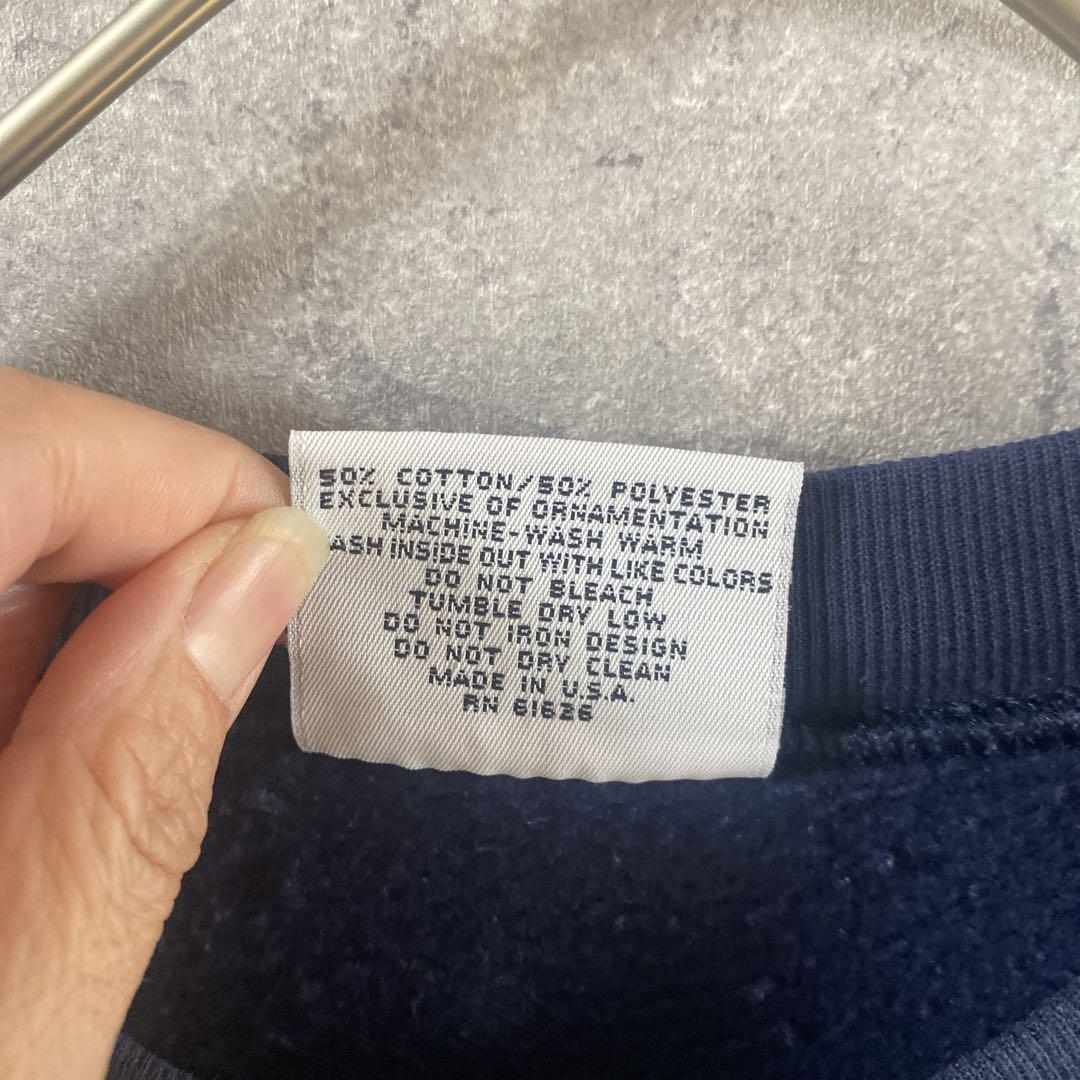 50% COTTON/50% POLYESTER
EXCLUSIVE OF ORNAMENTATION
MACHINE-WASH WARM
ASH INSIDE OUT WITH LIKE COLORS
DO NOT BLEACH
TUMBLE DRY LOW
DO NOT IRON DESIGN
DO NOT DRY CLEAN
MADE IN U.S.A.
RN 61626